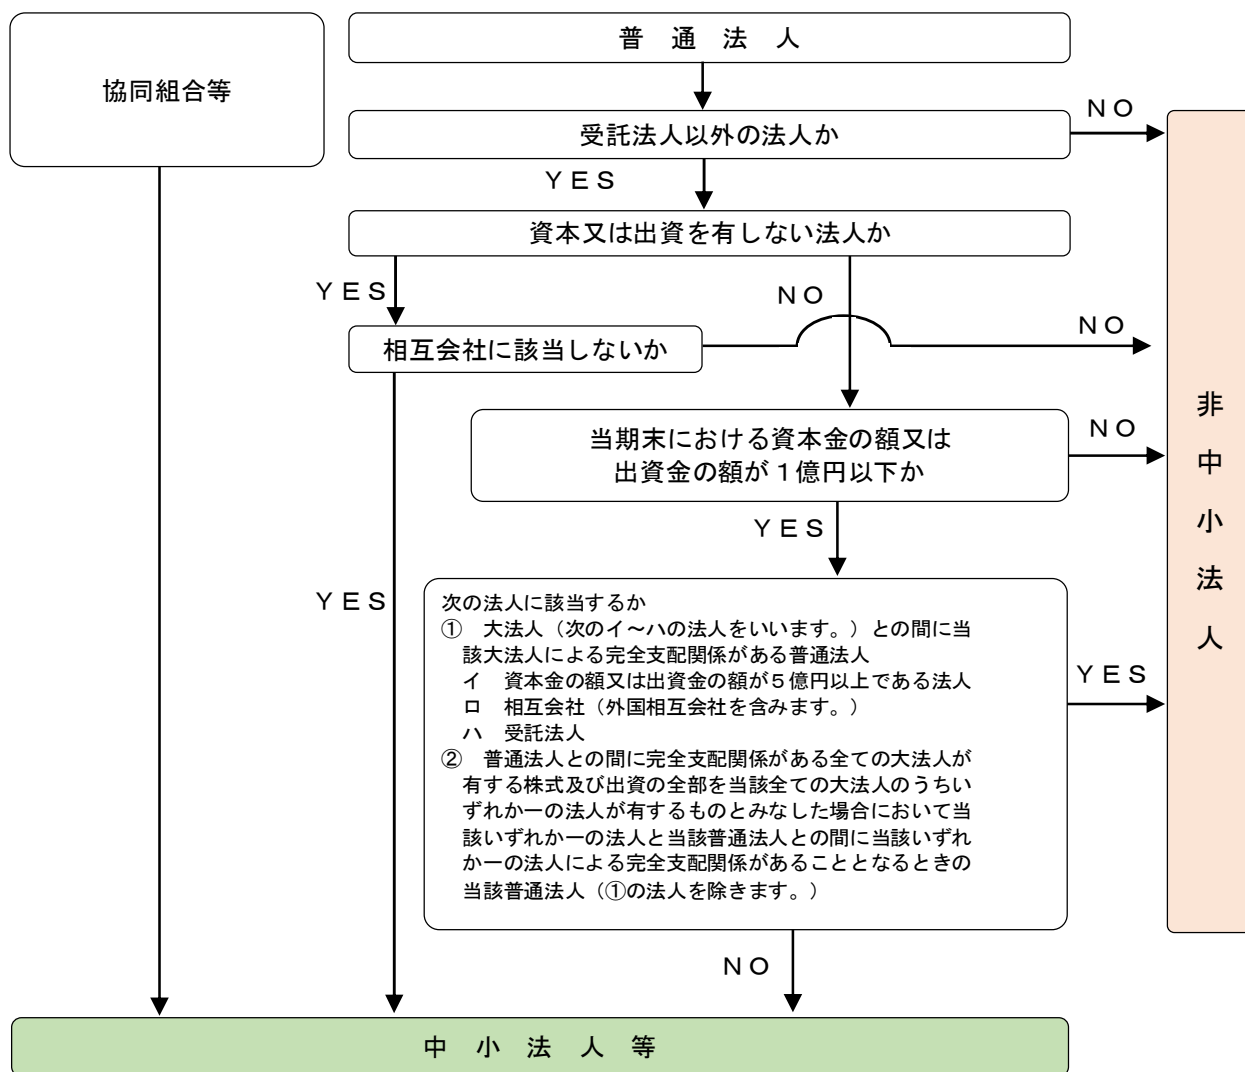 協同組合等
普　通　法　人
受託法人以外の法人か
ＮＯ
ＹＥＳ
資本又は出資を有しない法人か
ＹＥＳ
ＮＯ
相互会社に該当しないか
ＮＯ
当期末における資本金の額又は
出資金の額が１億円以下か
ＮＯ
ＹＥＳ
ＹＥＳ
次の法人に該当するか
①　大法人（次のイ～ハの法人をいいます。）との間に当
該大法人による完全支配関係がある普通法人
イ　資本金の額又は出資金の額が５億円以上である法人
ロ　相互会社（外国相互会社を含みます。）
ハ　受託法人
②　普通法人との間に完全支配関係がある全ての大法人が
有する株式及び出資の全部を当該全ての大法人のうちい
ずれか一の法人が有するものとみなした場合において当
該いずれか一の法人と当該普通法人との間に当該いずれ
か一の法人による完全支配関係があることとなるときの
当該普通法人（①の法人を除きます。）
ＹＥＳ
ＮＯ
非中小法人
中　小　法　人　等